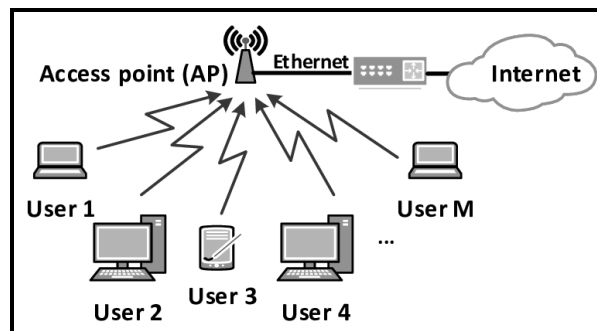 Ethernet
Access point (AP)
Internet
User 1
User M
...
User 2
User 3
User 4